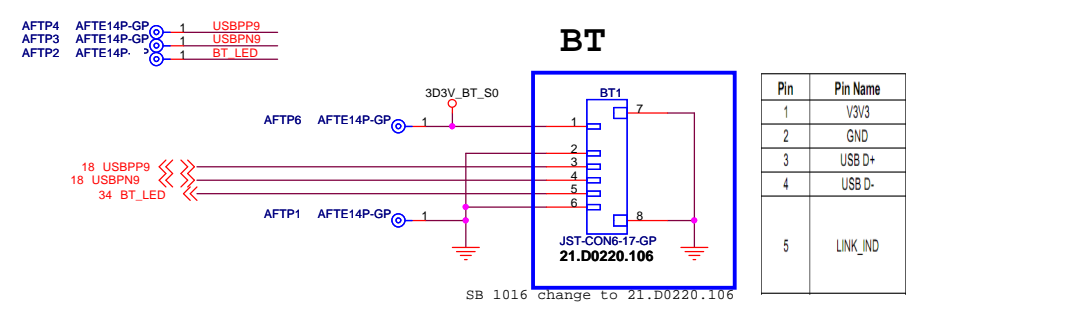 AFTP4 AFTE14P-GP 1 USBPP9
AFTP3 AFTE14P-GP 1 USBPN9
AFTP2 AFTE14P- 1 BT_LED
BT
3D3V_BT_S0
BT1
AFTP6 AFTE14P-GP 1
1
7
2
18 USBPP9
3
18 USBPN9
4
34 BT_LED
5
6
AFTP1 AFTE14P-GP 1
8
JST-CON6-17-GP
21.D0220.106
SB 1016 change to 21.D0220.106
Pin Pin Name
1 V3V3
2 GND
3 USB D+
4 USB D-
5 LINK_IND